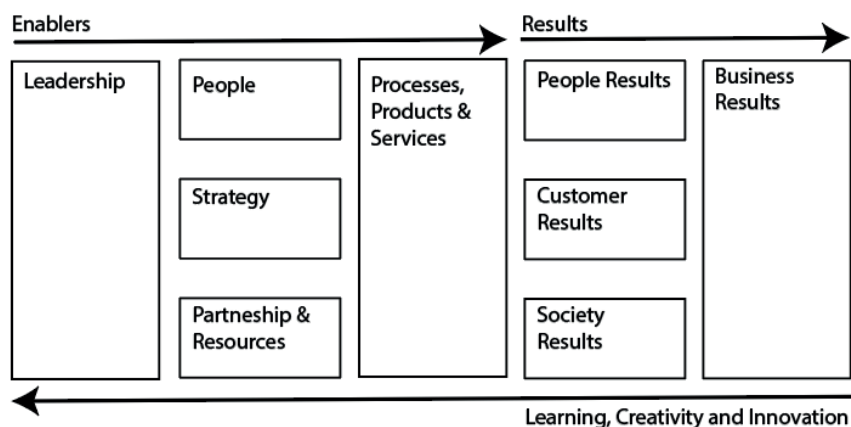 Enablers
Results
Leadership
People
Processes,
Products &
Services
People Results
Business
Results
Strategy
Customer
Results
Partneship &
Resources
Society
Results
Learning, Creativity and Innovation